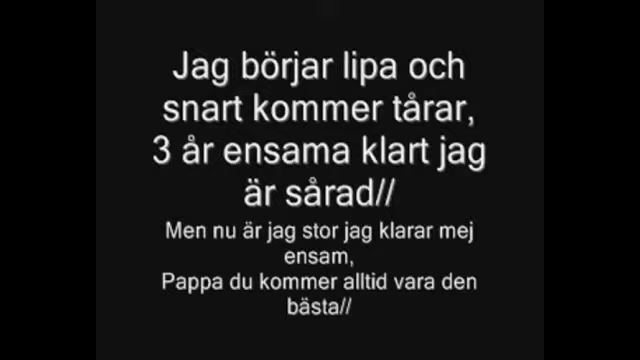 Jag börjar lipa och
snart kommer tårar,
3 år ensama klart jag
är sårad//
Men nu är jag stor jag klarar mej
ensam,
Pappa du kommer alltid vara den
bästa//